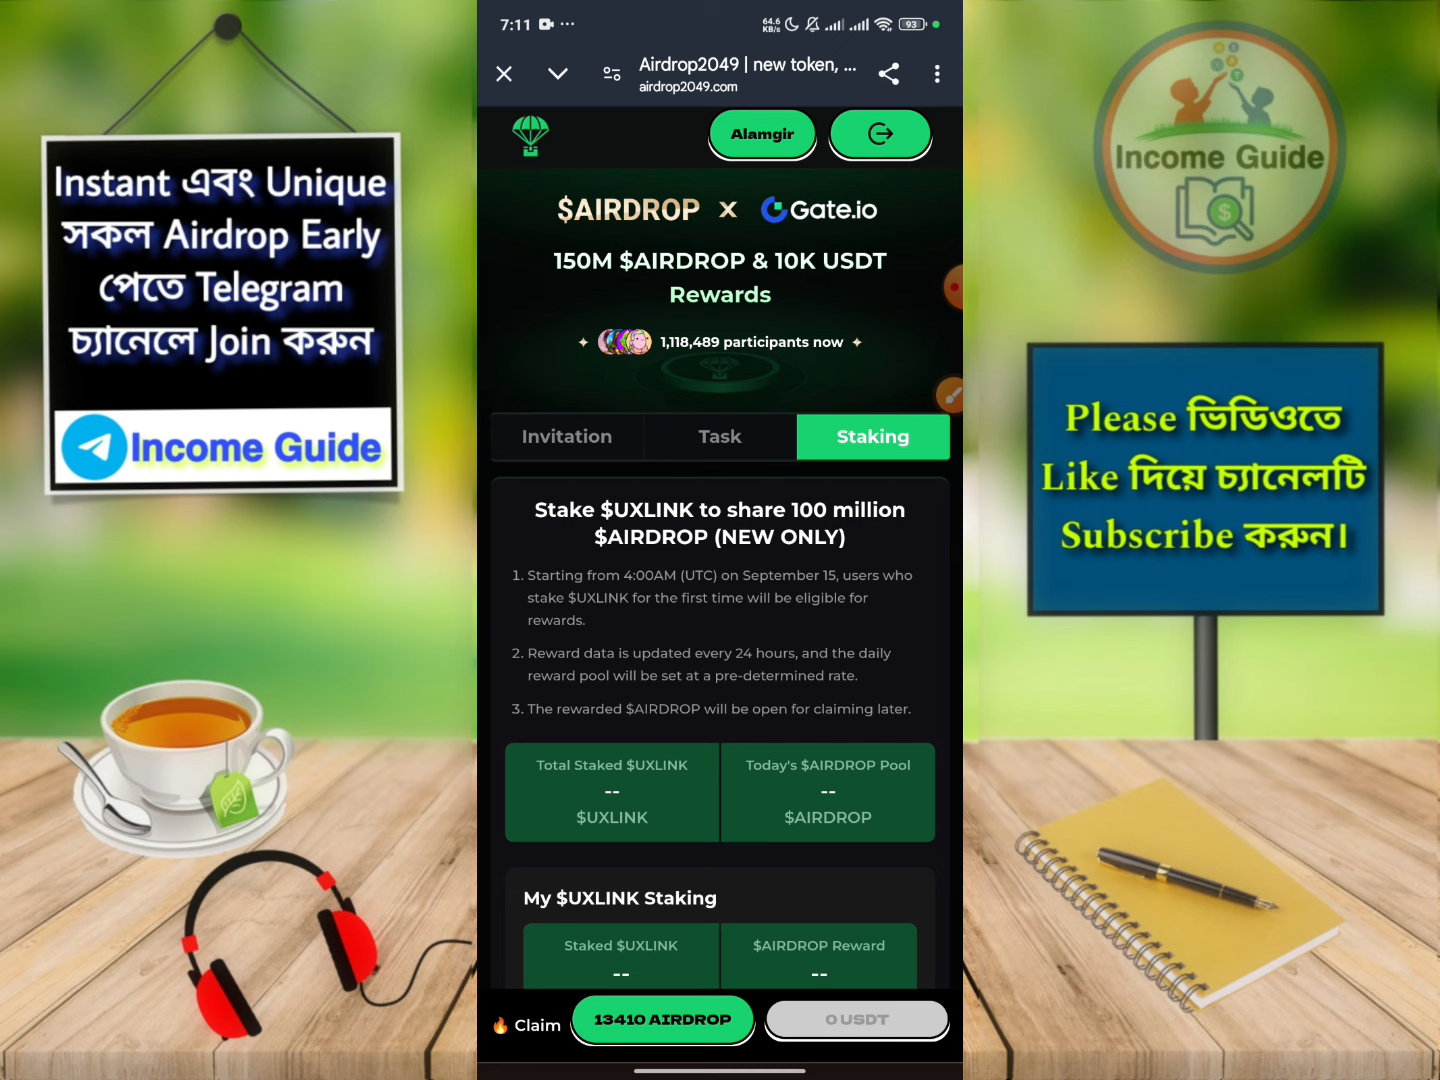 Instant এবং Unique
সকল Airdrop Early
পেতে Telegram
চ্যানেলে Join করুন
Income Guide
7:11
64.6
KB/s
93
Airdrop2049 | new token, ...
airdrop2049.com
Alamgir
$AIRDROP x Gate.io
150M $AIRDROP & 10K USDT
Rewards
1,118,489 participants now
Invitation Task Staking
Stake $UXLINK to share 100 million
$AIRDROP (NEW ONLY)
1. Starting from 4:00AM (UTC) on September 15, users who
stake $UXLINK for the first time will be eligible for
rewards.
2. Reward data is updated every 24 hours, and the daily
reward pool will be set at a pre-determined rate.
3. The rewarded $AIRDROP will be open for claiming later.
Total Staked $UXLINK
--
$UXLINK
Today's $AIRDROP Pool
--
$AIRDROP
My $UXLINK Staking
Staked $UXLINK
--
$AIRDROP Reward
--
Claim
13410 AIRDROP
0 USDT
Income Guide
Please ভিডিওতে
Like দিয়ে চ্যানেলটি
Subscribe করুন।